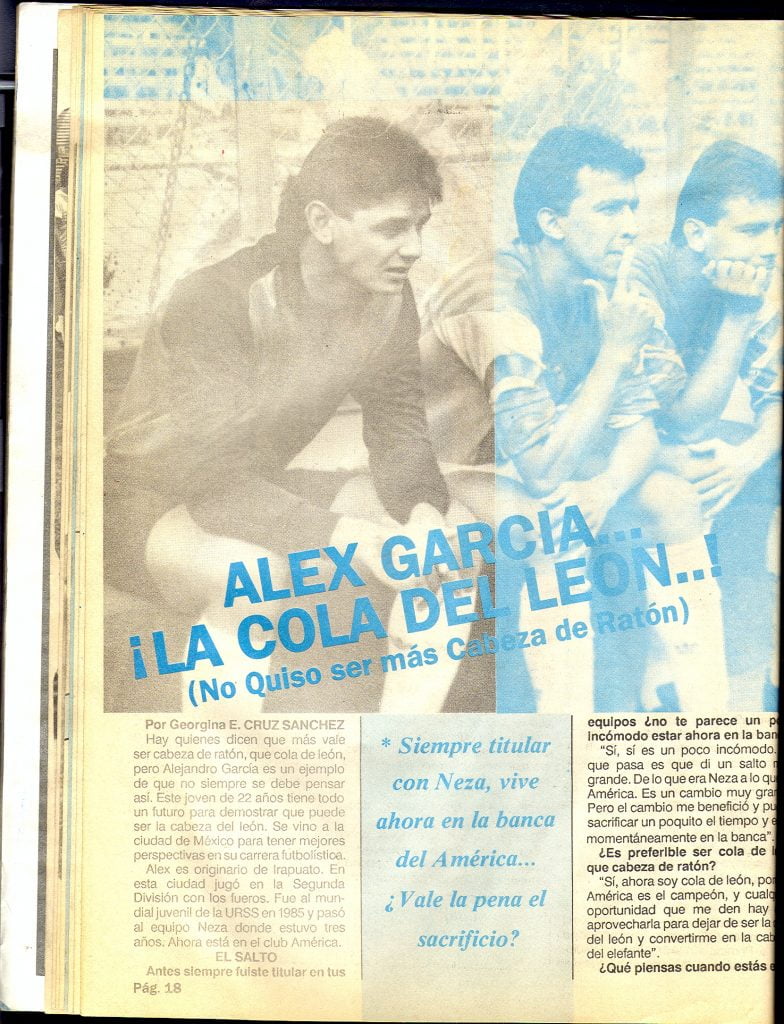 ALEX GARCIA...
¡LA COLA DEL LEON..!
(No Quiso ser más Cabeza de Ratón)
Por Georgina E. CRUZ SANCHEZ
Hay quienes dicen que más vale
ser cabeza de ratón, que cola de león,
pero Alejandro García es un ejemplo
de que no siempre se debe pensar
así. Este joven de 22 años tiene todo
un futuro para demostrar que puede
ser la cabeza del león. Se vino a la
ciudad de México para tener mejores
perspectivas en su carrera futbolística.
Alex es originario de Irapuato. En
esta ciudad jugó en la Segunda
División con los fueros. Fue al mun-
dial juvenil de la URSS en 1985 y pasó
al equipo Neza donde estuvo tres
años. Ahora está en el club América.
EL SALTO
Antes siempre fuiste titular en tus
Pág. 18
* Siempre titular
con Neza, vive
ahora en la banca
del América...
¿Vale la pena el
sacrificio?
equipos ¿no te parece un
incómodo estar ahora en la
"Sí, sí es un poco incómodo.
que pasa es que di un salto
grande. De lo que era Neza a lo
América. Es un cambio muy
Pero el cambio me benefició y
sacrificar un poquito el tiempo y
momentáneamente en la banca".
¿Es preferible ser cola de
que cabeza de ratón?
"Sí, ahora soy cola de león,
América es el campeón, y
oportunidad que me den hay
aprovecharla para dejar de ser la
del león y convertirme en la
del elefante".
¿Qué piensas cuando estás